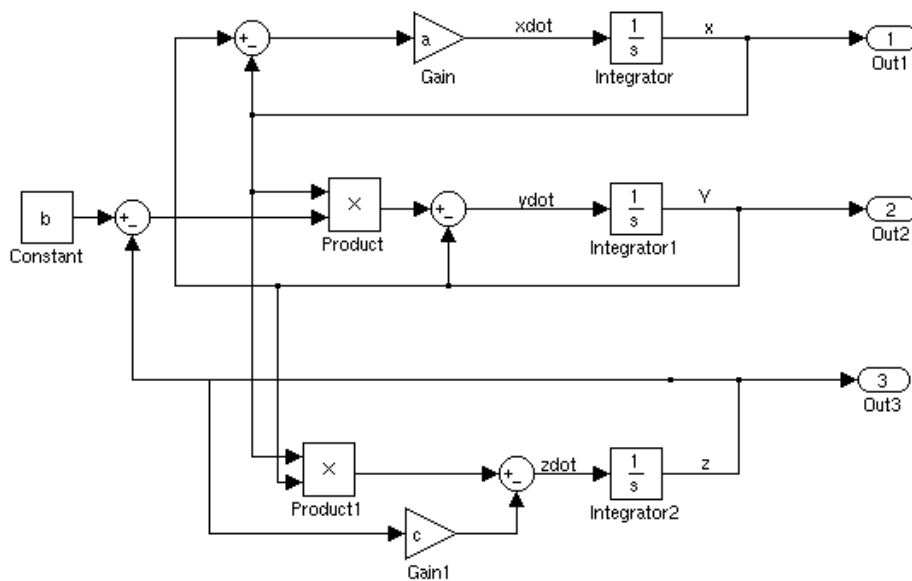 +
−
a
Gain
xdot
1
s
Integrator
x
1
Out1
b
Constant
+
−
×
Product
+
−
ydot
1
s
Integrator1
Y
2
Out2
3
Out3
×
Product1
+
−
zdot
1
s
Integrator2
z
c
Gain1